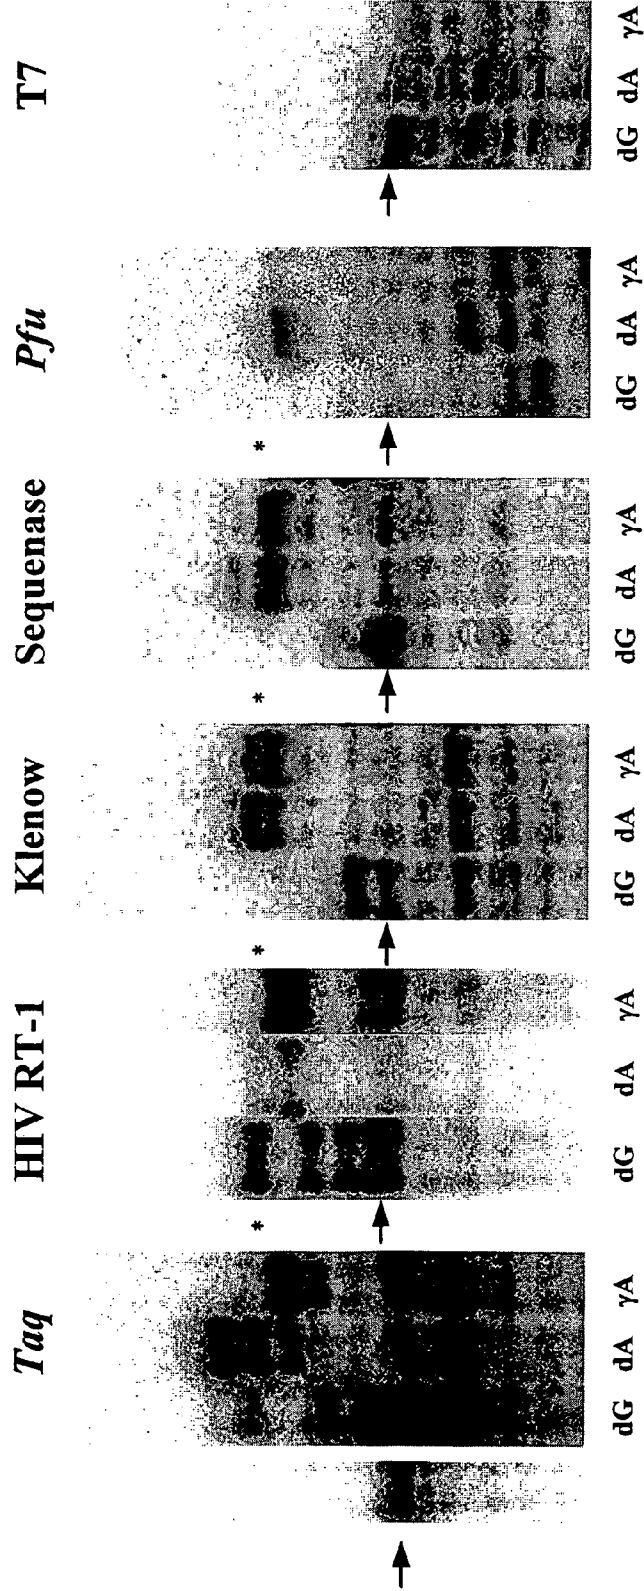 Taq HIV RT-1 Klenow Sequenase Pfu T7
* * * *
dG dA γA dG dA γA dG dA γA dG dA γA dG dA γA dG dA γA